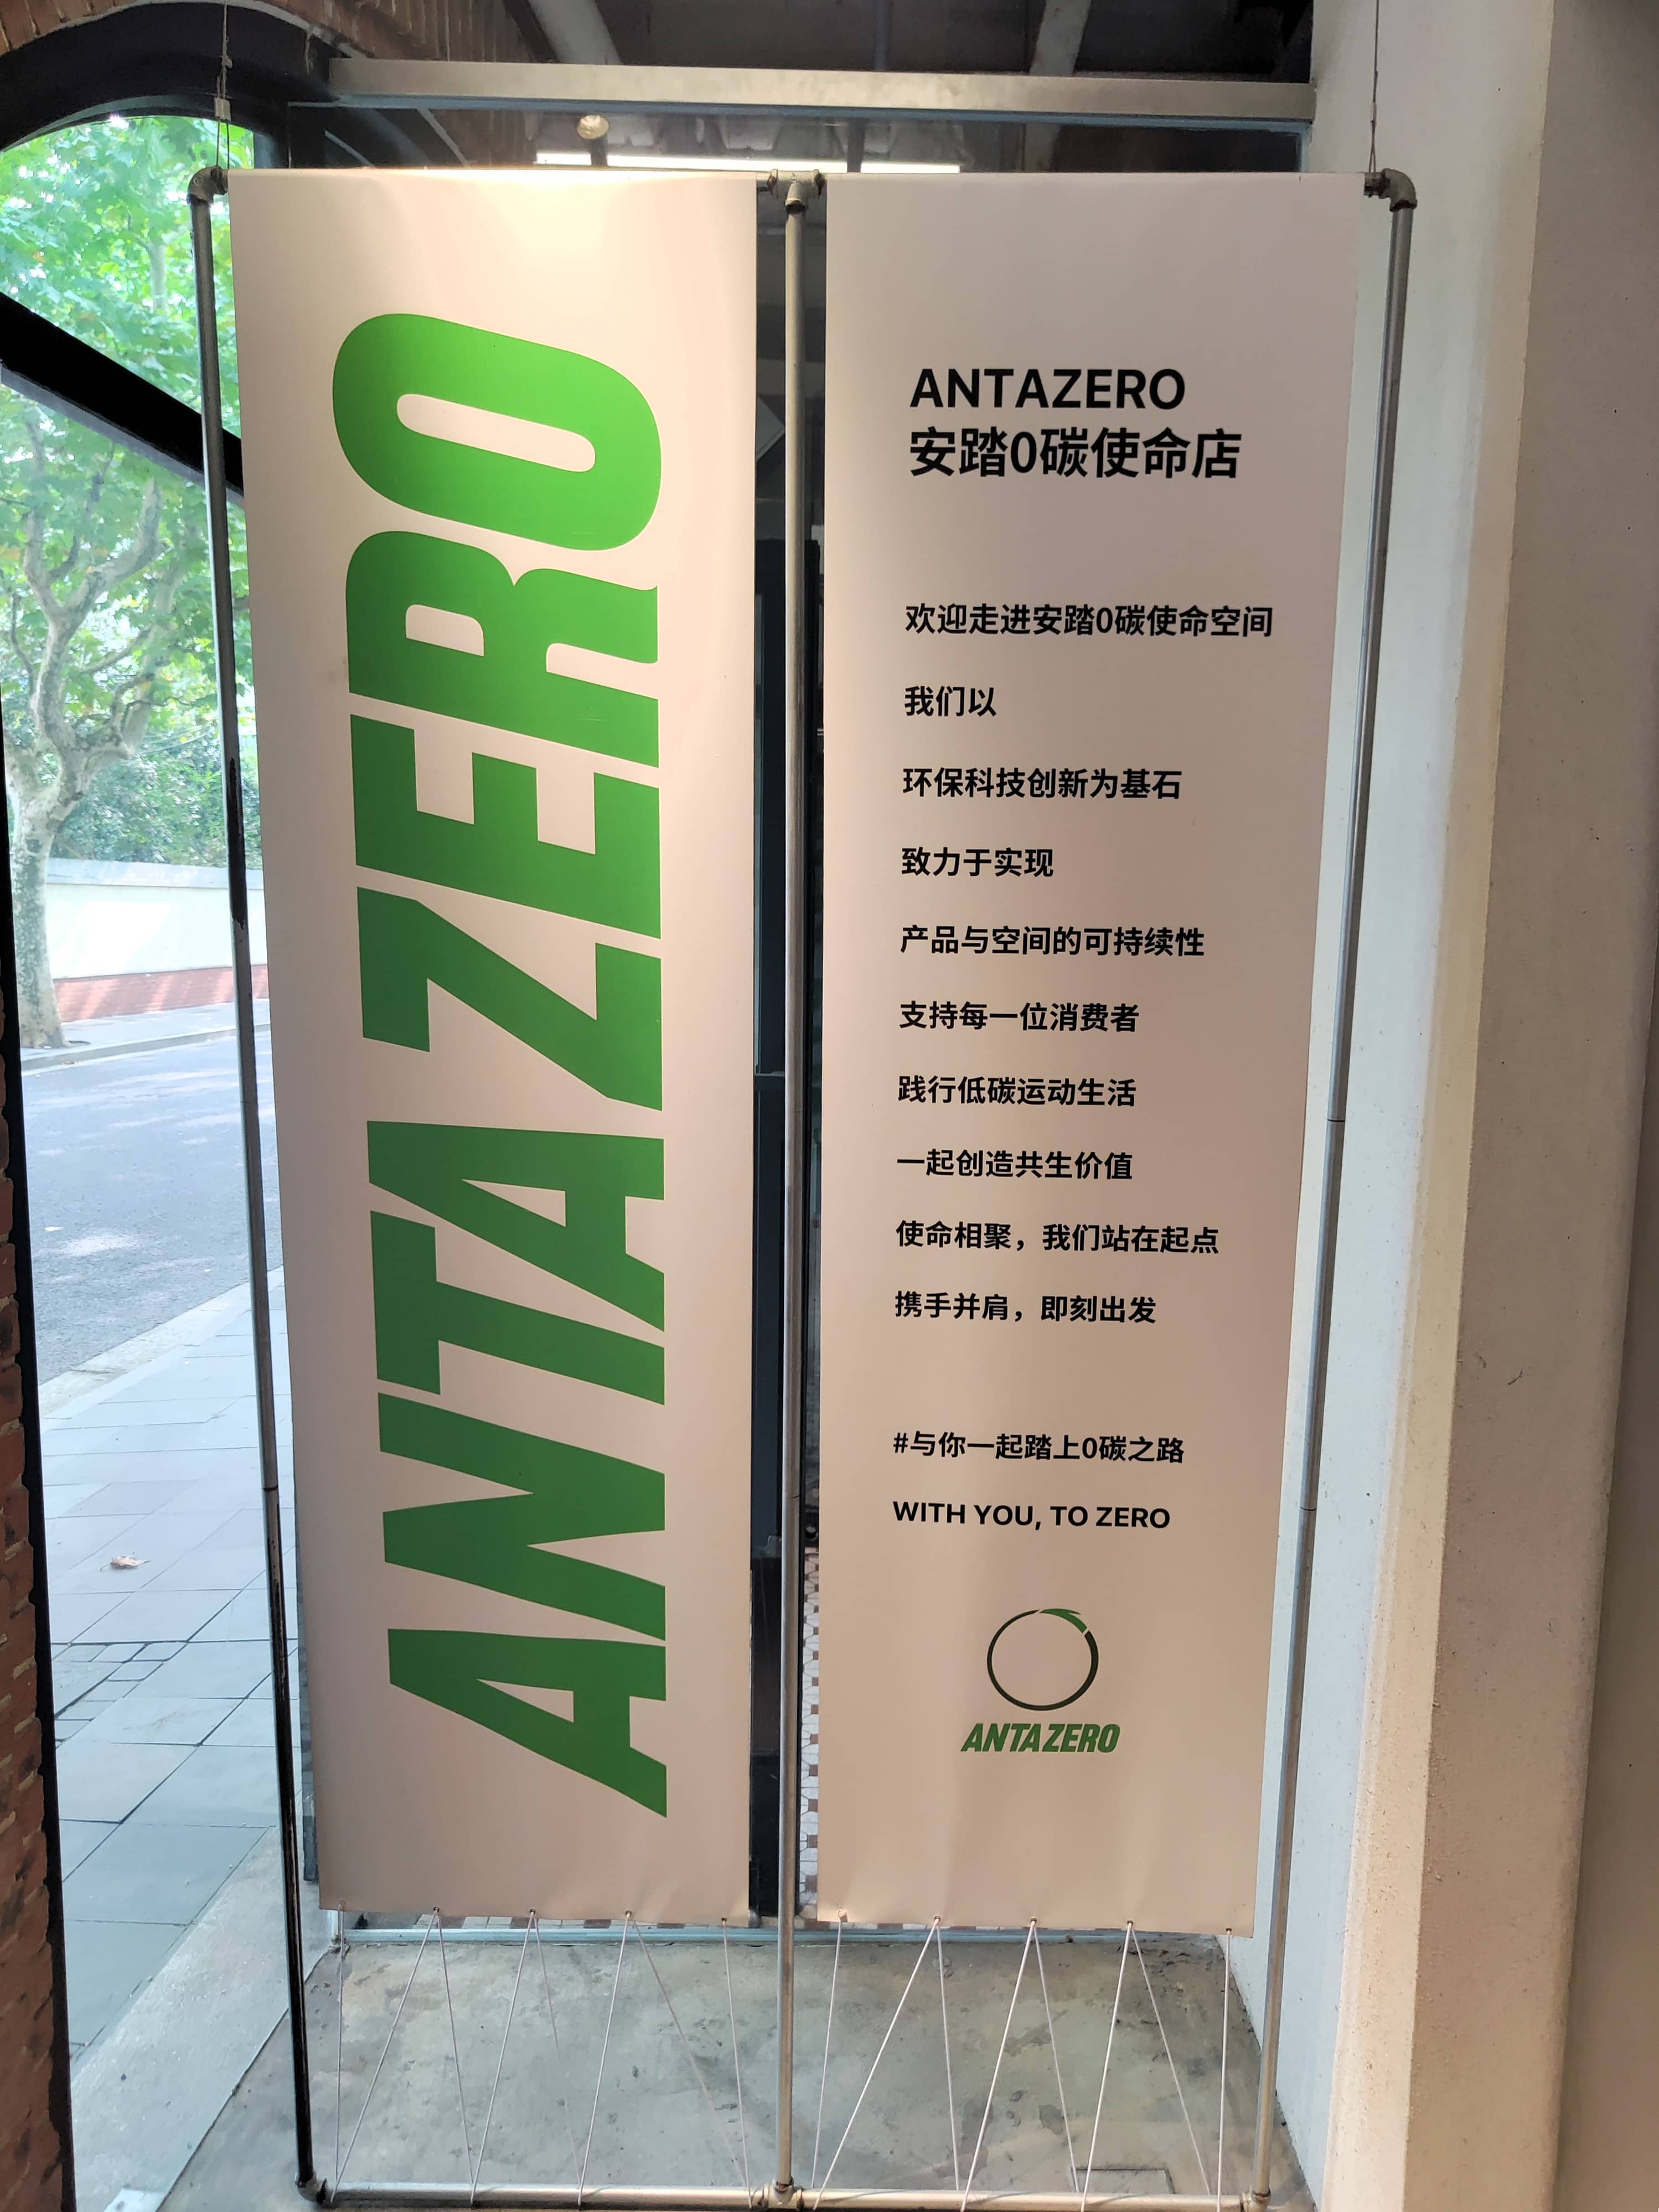 ANTAZERO
ANTAZERO
安踏0碳使命店
欢迎走进安踏0碳使命空间
我们以
环保科技创新为基石
致力于实现
产品与空间的可持续性
支持每一位消费者
践行低碳运动生活
一起创造共生价值
使命相聚，我们站在起点
携手并肩，即刻出发
#与你一起踏上0碳之路
WITH YOU, TO ZERO
ANTAZERO